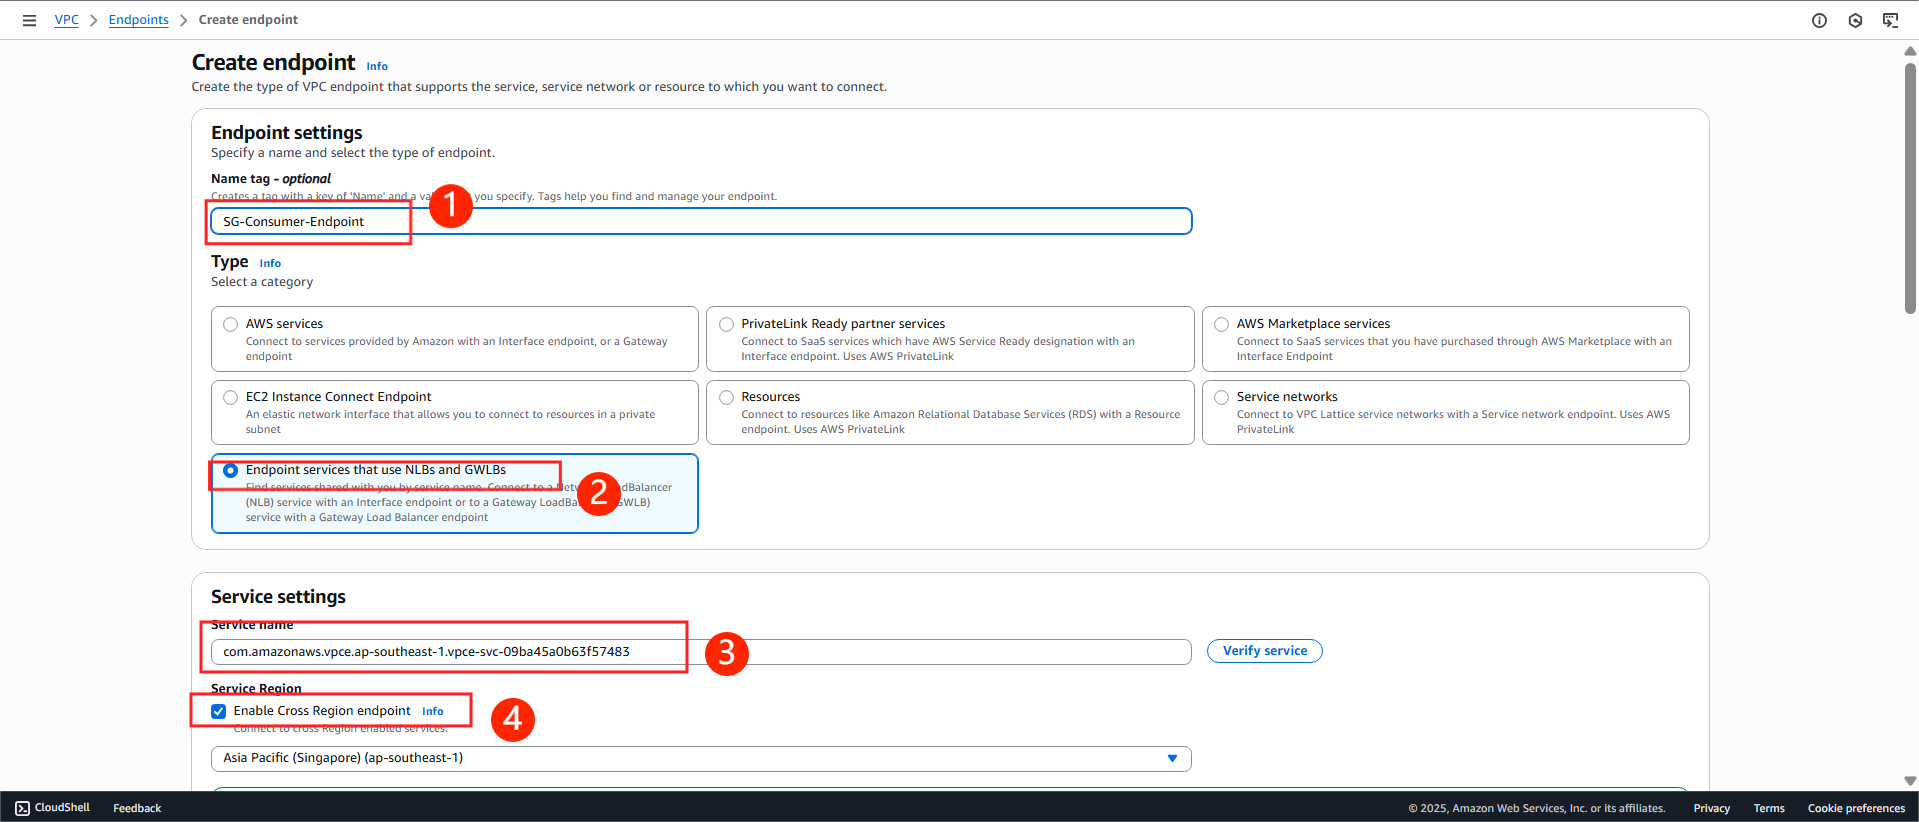 VPC > Endpoints > Create endpoint
Create endpoint Info
Create the type of VPC endpoint that supports the service, service network or resource to which you want to connect.
Endpoint settings
Specify a name and select the type of endpoint.
Name tag - optional
Creates a tag with a key of 'Name' and a you specify. Tags help you find and manage your endpoint.
1
SG-Consumer-Endpoint
Type Info
Select a category
AWS services
Connect to services provided by Amazon with an Interface endpoint, or a Gateway
endpoint
PrivateLink Ready partner services
Connect to SaaS services which have AWS Service Ready designation with an
Interface endpoint. Uses AWS PrivateLink
AWS Marketplace services
Connect to SaaS services that you have purchased through AWS Marketplace with an
Interface Endpoint
EC2 Instance Connect Endpoint
An elastic network interface that allows you to connect to resources in a private
subnet
Resources
Connect to resources like Amazon Relational Database Services (RDS) with a Resource
endpoint. Uses AWS PrivateLink
Service networks
Connect to VPC Lattice service networks with a Service network endpoint. Uses AWS
PrivateLink
Endpoint services that use NLBs and GWLBs
2
Find services shared with you by service name. Connect to a
(NLB) service with an Interface endpoint or to a Gateway
service with a Gateway Load Balancer endpoint
Service settings
Service name
com.amazonaws.vpce.ap-southeast-1.vpce-svc-09ba45a0b63f57483
3
Verify service
Service Region
Enable Cross Region endpoint Info
4
Connect to cross Region enabled services.
Asia Pacific (Singapore) (ap-southeast-1)
CloudShell Feedback © 2025, Amazon Web Services, Inc. or its affiliates. Privacy Terms Cookie preferences